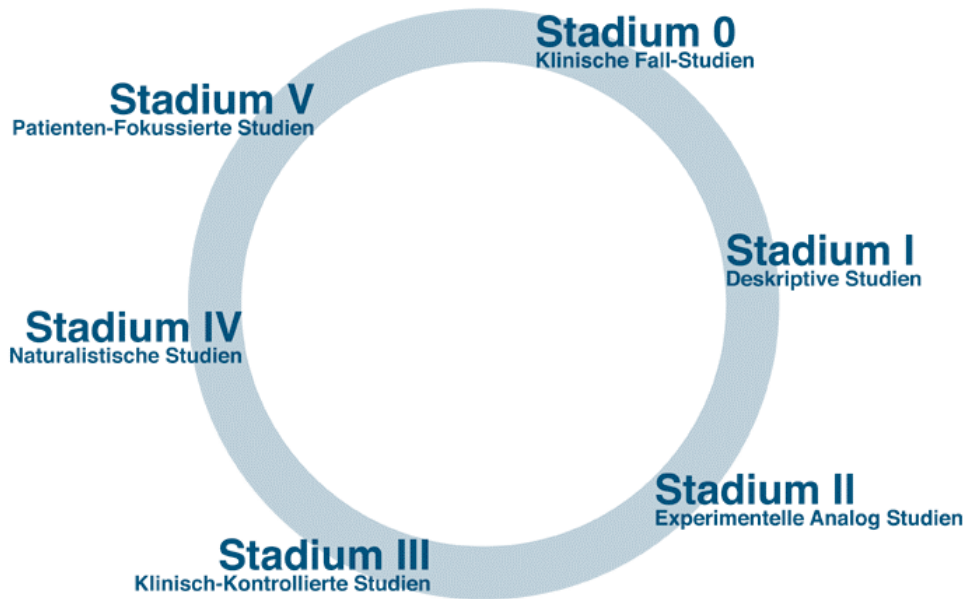 Stadium 0
Klinische Fall-Studien
Stadium I
Deskriptive Studien
Stadium II
Experimentelle Analog Studien
Stadium III
Klinisch-Kontrollierte Studien
Stadium IV
Naturalistische Studien
Stadium V
Patienten-Fokussierte Studien